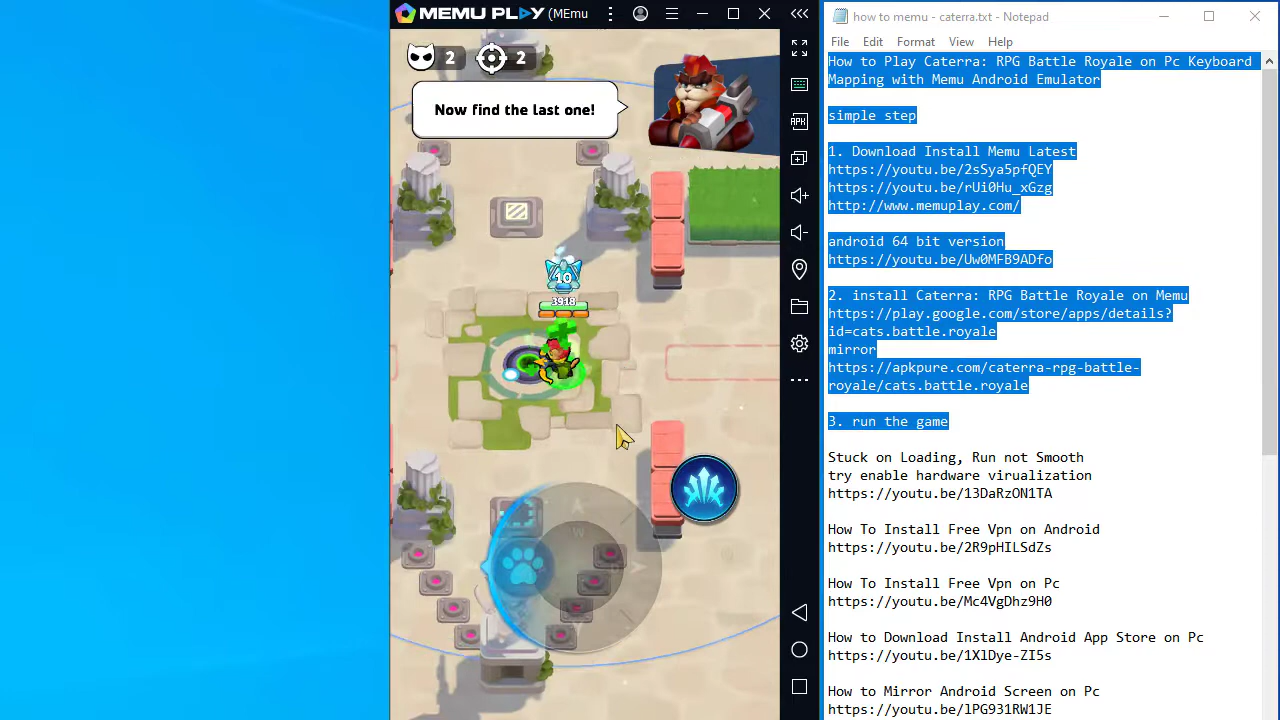 MEMU PLAY (MEmu
2 2
Now find the last one!
10
3918
A
W
APK
how to memu - caterra.txt - Notepad
File Edit Format View Help
How to Play Caterra: RPG Battle Royale on Pc Keyboard
Mapping with Memu Android Emulator
simple step
1. Download Install Memu Latest
https://youtu.be/2sSya5pfQEY
https://youtu.be/rUi0Hu_xGzg
http://www.memuplay.com/
android 64 bit version
https://youtu.be/Uw0MFB9ADfo
2. install Caterra: RPG Battle Royale on Memu
https://play.google.com/store/apps/details?
id=cats.battle.royale
mirror
https://apkpure.com/caterra-rpg-battle-
royale/cats.battle.royale
3. run the game
Stuck on Loading, Run not Smooth
try enable hardware virualization
https://youtu.be/13DaRzON1TA
How To Install Free Vpn on Android
https://youtu.be/2R9pHILSdZs
How To Install Free Vpn on Pc
https://youtu.be/Mc4VgDhz9H0
How to Download Install Android App Store on Pc
https://youtu.be/1XlDye-ZI5s
How to Mirror Android Screen on Pc
https://youtu.be/lPG931RW1JE